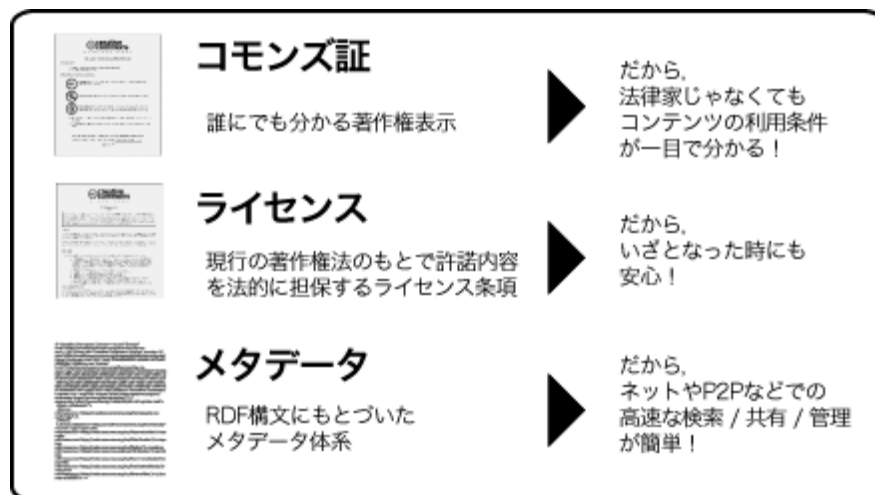 コモンズ証
誰にでも分かる著作権表示
だから,
法律家じゃなくても
コンテンツの利用条件
が一目で分かる！
ライセンス
現行の著作権法のもとで許諾内容
を法的に担保するライセンス条項
だから,
いざとなった時にも
安心！
メタデータ
RDF構文にもとづいた
メタデータ体系
だから,
ネットやP2Pなどでの
高速な検索 / 共有 / 管理
が簡単！